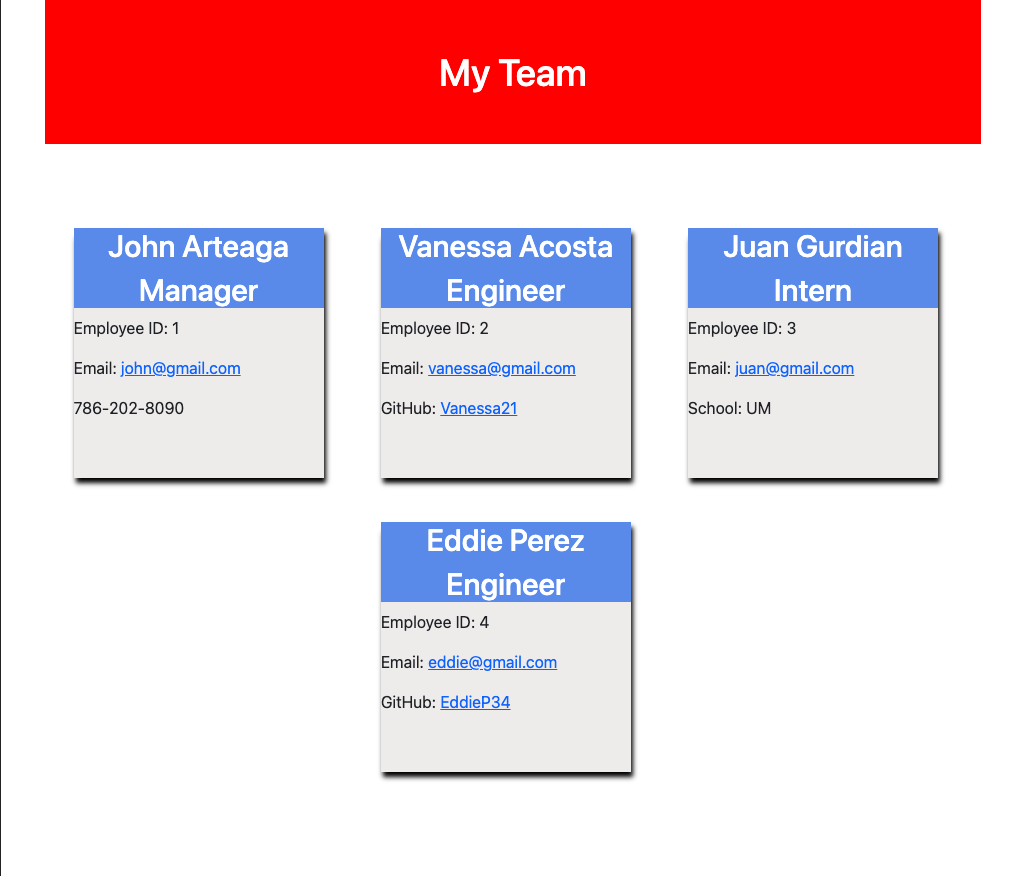 My Team
John Arteaga
Manager
Employee ID: 1
Email: john@gmail.com
786-202-8090
Vanessa Acosta
Engineer
Employee ID: 2
Email: vanessa@gmail.com
GitHub: Vanessa21
Juan Gurdian
Intern
Employee ID: 3
Email: juan@gmail.com
School: UM
Eddie Perez
Engineer
Employee ID: 4
Email: eddie@gmail.com
GitHub: EddieP34